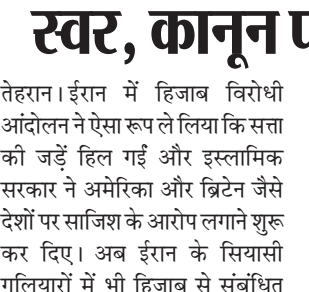 स्वर, कानून
तेहरान। ईरान में हिजाब विरोधी
आंदोलन ने ऐसा रूप ले लिया कि सत्ता
की जड़ें हिल गईं और इस्लामिक
सरकार ने अमेरिका और ब्रिटेन जैसे
देशों पर साजिश के आरोप लगाने शुरू
कर दिए। अब ईरान के सियासी
गलियारों में भी हिजाब से संबंधित